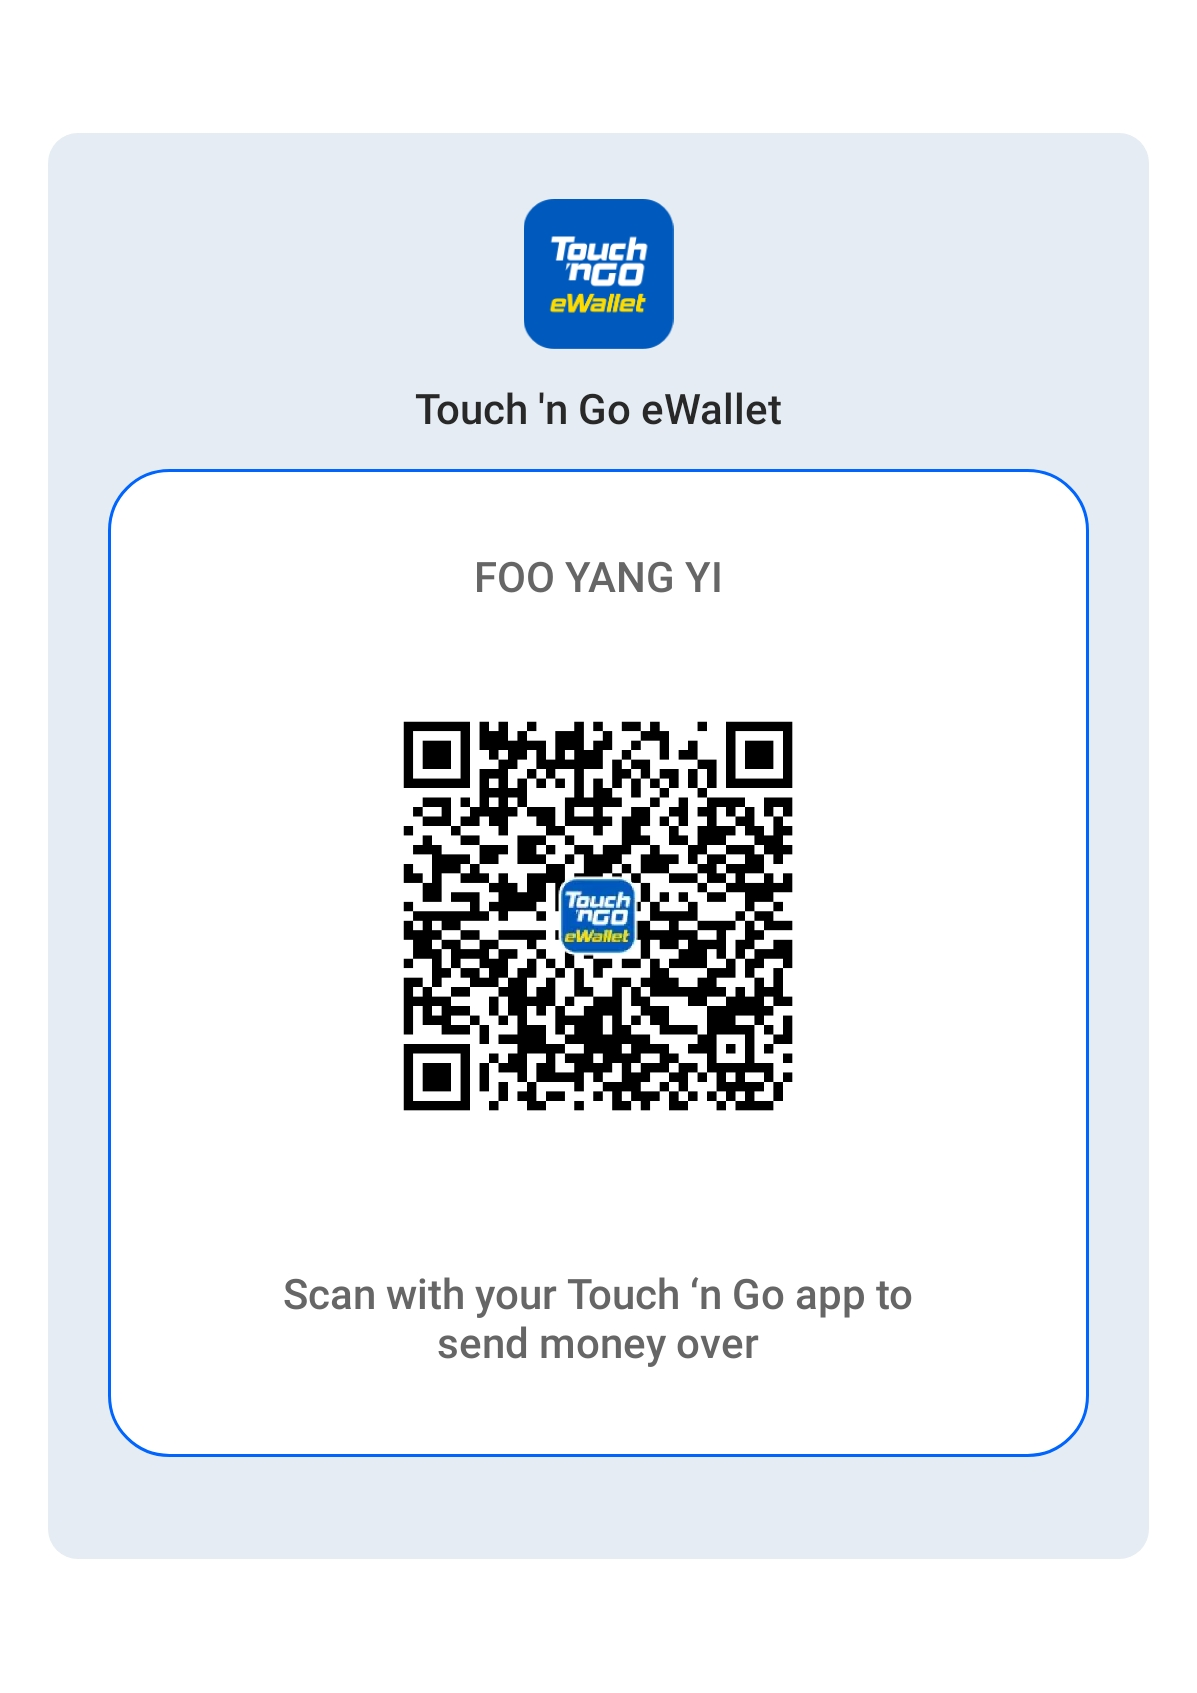 Touch
'nGO
eWallet
Touch 'n Go eWallet
FOO YANG YI
Touch
'nGO
eWallet
Scan with your Touch ‘n Go app to
send money over